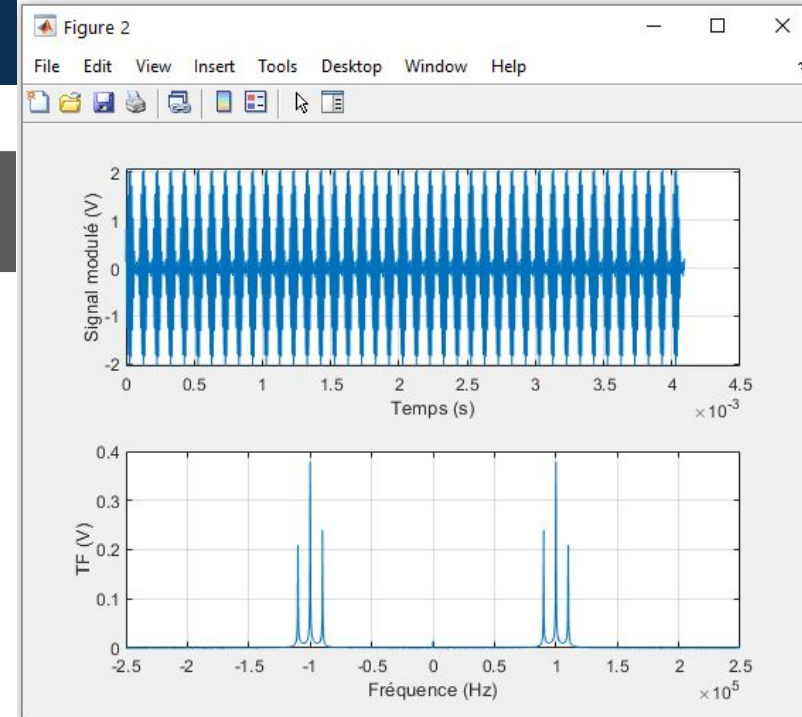 Figure 2
File Edit View Insert Tools Desktop Window Help
2
1
0
-1
-2
Signal modulé (V)
0 0.5 1 1.5 2 2.5 3 3.5 4 4.5
Temps (s)
×10-3
0.4
0.3
0.2
0.1
0
TF (V)
-2.5 -2 -1.5 -1 -0.5 0 0.5 1 1.5 2 2.5
Fréquence (Hz)
×105